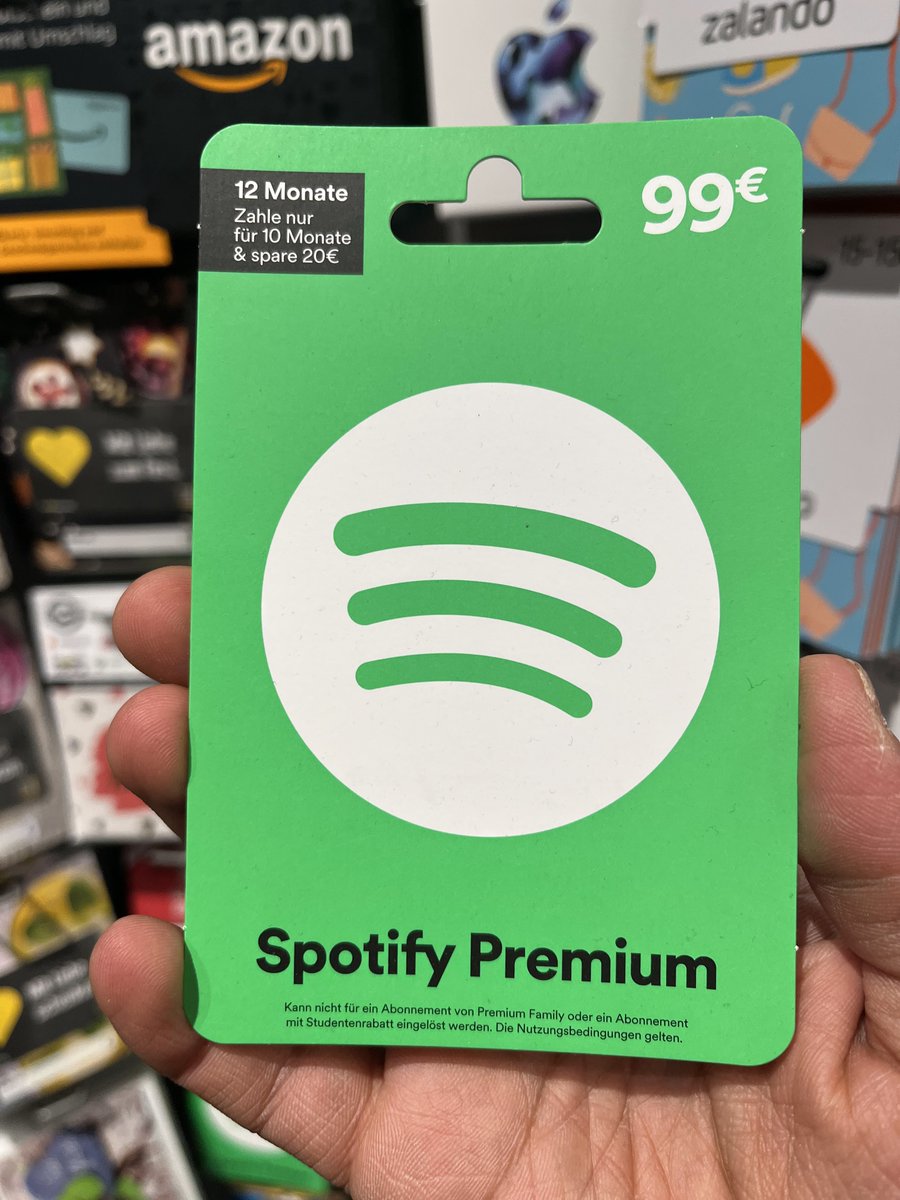 amazon
zalando
12 Monate
Zahle nur
für 10 Monate
& spare 20€
99€
Spotify Premium
Kann nicht für ein Abonnement von Premium Family oder ein Abonnement
mit Studentenrabatt eingelöst werden. Die Nutzungsbedingungen gelten.